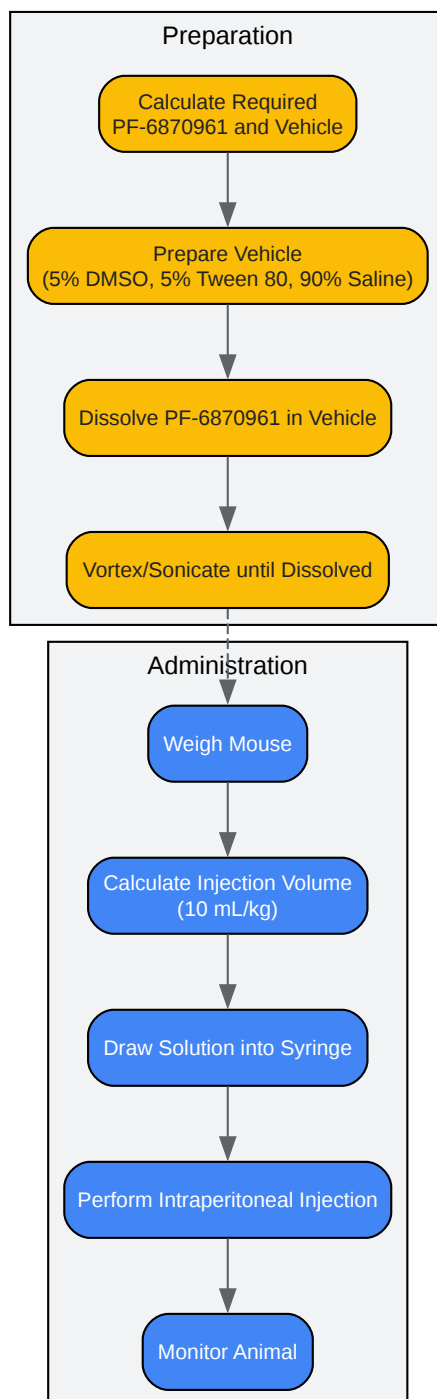 Preparation
Calculate Required
PF-6870961 and Vehicle
Prepare Vehicle
(5% DMSO, 5% Tween 80, 90% Saline)
Dissolve PF-6870961 in Vehicle
Vortex/Sonicate until Dissolved
Administration
Weigh Mouse
Calculate Injection Volume
(10 mL/kg)
Draw Solution into Syringe
Perform Intraperitoneal Injection
Monitor Animal